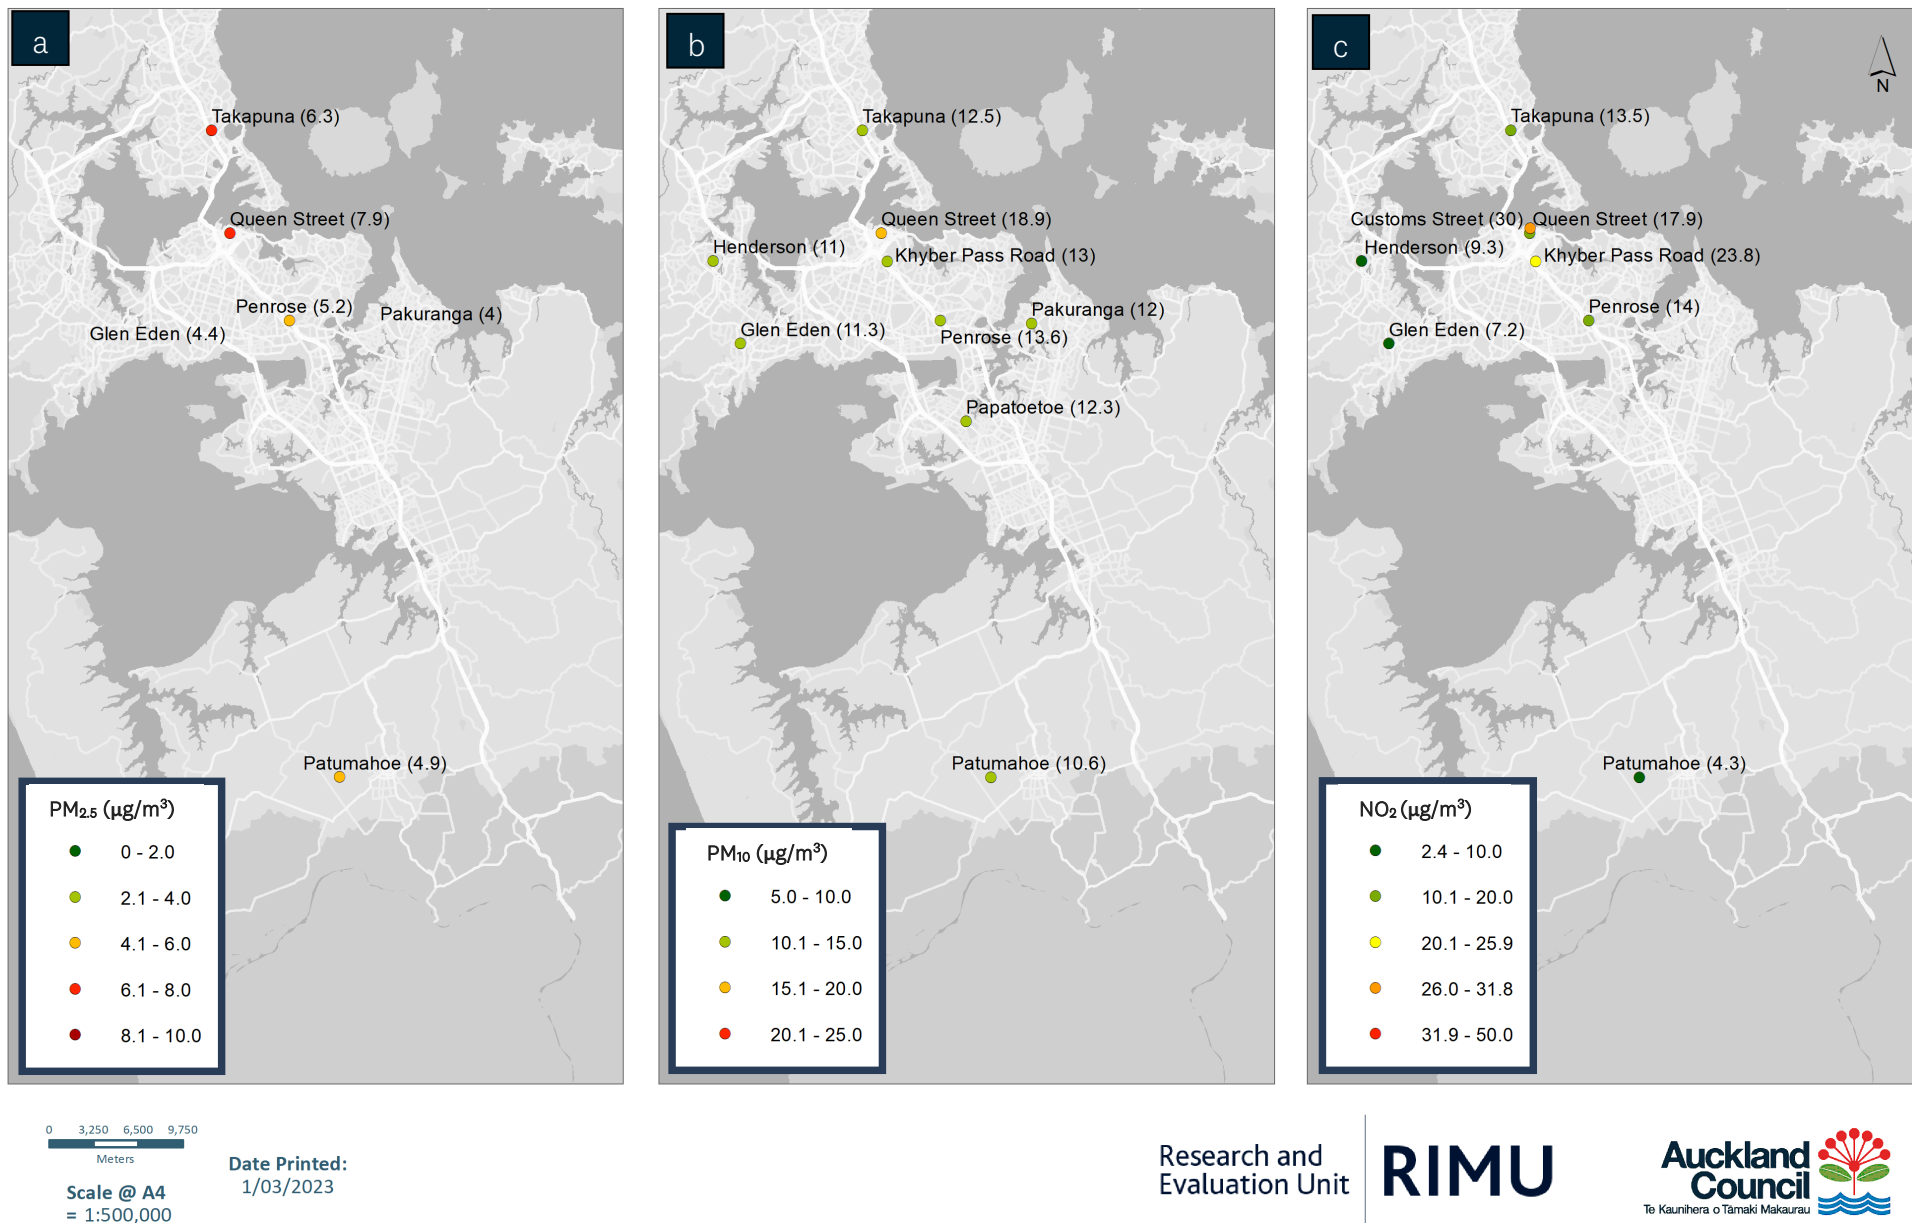 a
Takapuna (6.3)
Queen Street (7.9)
Penrose (5.2)
Pakuranga (4)
Glen Eden (4.4)
Patumahoe (4.9)
PM₂.₅ (µg/m³)
0 - 2.0
2.1 - 4.0
4.1 - 6.0
6.1 - 8.0
8.1 - 10.0
b
Takapuna (12.5)
Queen Street (18.9)
Henderson (11)
Khyber Pass Road (13)
Pakuranga (12)
Glen Eden (11.3)
Penrose (13.6)
Papatoetoe (12.3)
Patumahoe (10.6)
PM₁₀ (µg/m³)
5.0 - 10.0
10.1 - 15.0
15.1 - 20.0
20.1 - 25.0
c
N
Takapuna (13.5)
Customs Street (30)
Queen Street (17.9)
Henderson (9.3)
Khyber Pass Road (23.8)
Penrose (14)
Glen Eden (7.2)
Patumahoe (4.3)
NO₂ (µg/m³)
2.4 - 10.0
10.1 - 20.0
20.1 - 25.9
26.0 - 31.8
31.9 - 50.0
0 3,250 6,500 9,750
Meters
Scale @ A4
= 1:500,000
Date Printed:
1/03/2023
Research and
Evaluation Unit
RIMU
Auckland
Council
Te Kaunihera o Tāmaki Makaurau